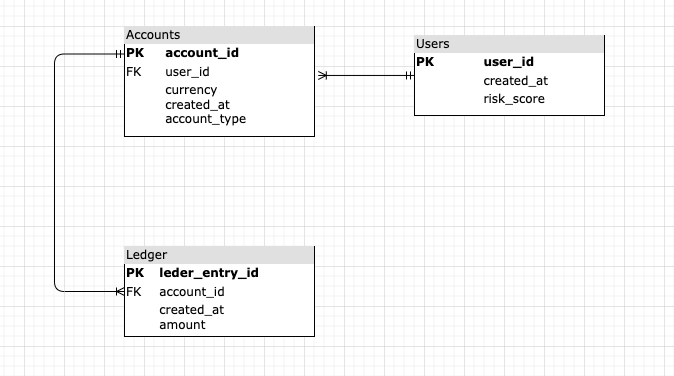 Accounts
PK account_id
FK user_id
currency
created_at
account_type
Users
PK user_id
created_at
risk_score
Ledger
PK leder_entry_id
FK account_id
created_at
amount